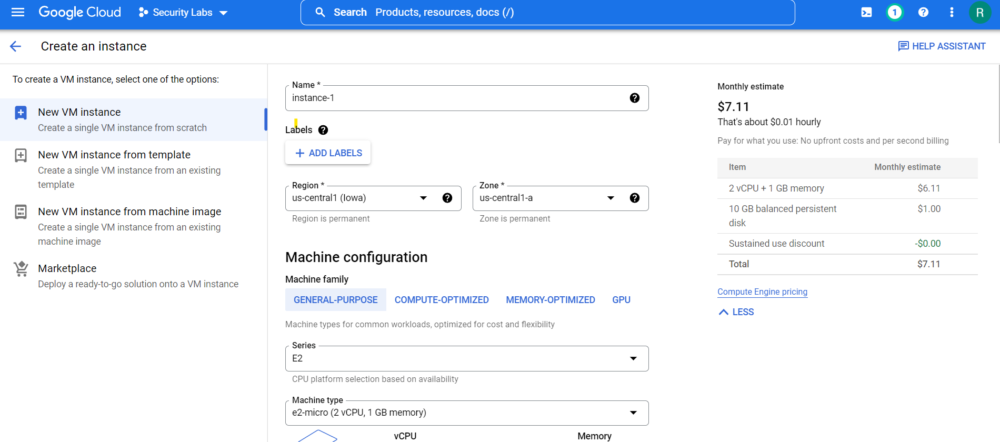 Google Cloud
Security Labs
Search Products, resources, docs (/)
1
R
Create an instance
HELP ASSISTANT
To create a VM instance, select one of the options:
New VM instance
Create a single VM instance from scratch
New VM instance from template
Create a single VM instance from an existing
template
New VM instance from machine image
Create a single VM instance from an existing
machine image
Marketplace
Deploy a ready-to-go solution onto a VM instance
Name *
instance-1
Labels
+ ADD LABELS
Region *
us-central1 (Iowa)
Region is permanent
Zone *
us-central1-a
Zone is permanent
Machine configuration
Machine family
GENERAL-PURPOSE COMPUTE-OPTIMIZED MEMORY-OPTIMIZED GPU
Machine types for common workloads, optimized for cost and flexibility
Series
E2
CPU platform selection based on availability
Machine type
e2-micro (2 vCPU, 1 GB memory)
vCPU Memory
Monthly estimate
$7.11
That's about $0.01 hourly
Pay for what you use: No upfront costs and per second billing
Item Monthly estimate
2 vCPU + 1 GB memory $6.11
10 GB balanced persistent $1.00
disk
Sustained use discount -$0.00
Total $7.11
Compute Engine pricing
LESS